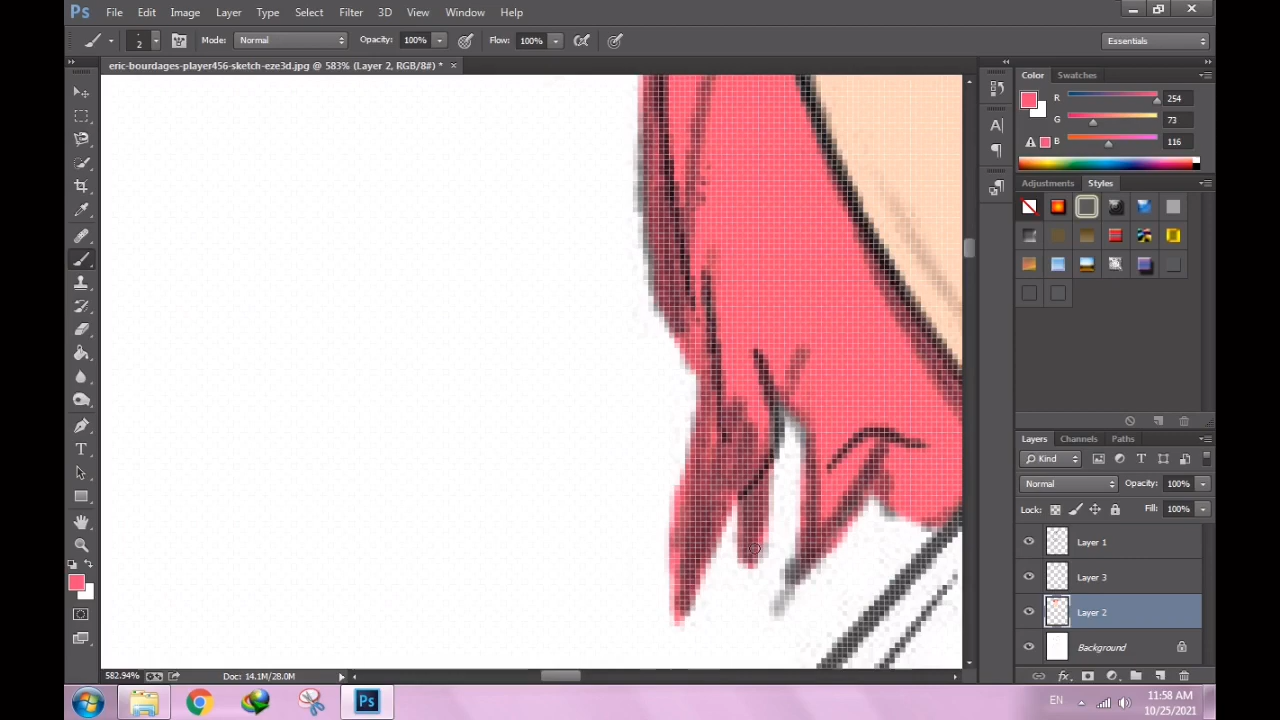 Ps File Edit Image Layer Type Select Filter 3D View Window Help
2 Mode: Normal Opacity: 100% Flow: 100% Essentials
eric-bourdages-player456-sketch-eze3d.jpg @ 583% (Layer 2, RGB/8#) * ×
Color Swatches
R 254
G 73
B 116
Adjustments Styles
Layers Channels Paths
Kind
Normal Opacity: 100%
Lock: Fill: 100%
Layer 1
Layer 3
Layer 2
Background
582.94% Doc: 14.1M/28.0M
Ps EN 11:58 AM
10/25/2021